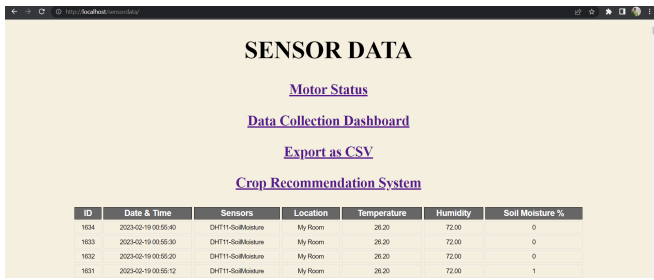 http://localhost/sensordata/
SENSOR DATA
Motor Status
Data Collection Dashboard
Export as CSV
Crop Recommendation System
ID Date & Time Sensors Location Temperature Humidity Soil Moisture %
1634 2023-02-19 00:55:40 DHT11-SoilMoisture My Room 26.20 72.00 0
1633 2023-02-19 00:55:30 DHT11-SoilMoisture My Room 26.20 72.00 0
1632 2023-02-19 00:55:20 DHT11-SoilMoisture My Room 26.20 72.00 0
1631 2023-02-19 00:55:12 DHT11-SoilMoisture My Room 26.20 72.00 1